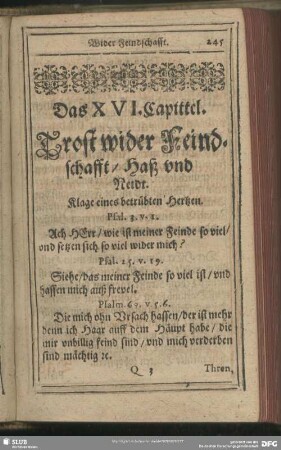 Wider Feindschafft. 245
Das XVI. Capittel.
Trost wider Feind-
schafft/ Haß vnd
Neidt.
Klage eines betrübten Hertzen.
Psal. 3. v. 2.
Ach HErr/ wie ist meiner Feinde so viel/
vnd setzen sich so viel wider mich?
Psal. 25. v. 19.
Siehe/ das meiner Feinde so viel ist/ vnd
hassen mich auß frevel.
Psalm 69. v. 5. 6.
Die mich ohn Vrsach hassen/ der ist mehr
denn ich Haar auff dem Häupt habe/ die
mir vnbillig feind sind/ vnd mich verderben
sind mächtig ꝛc.
Q 3 Thren.
SLUB
DFG